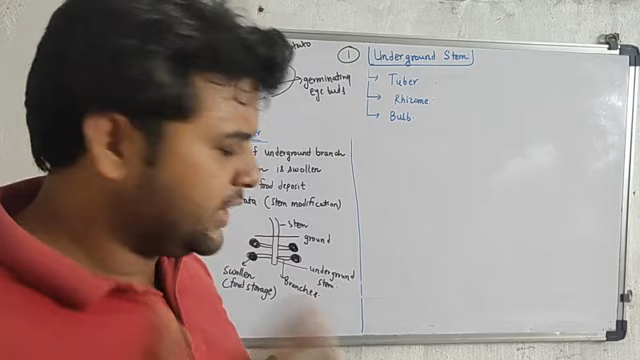 germinating
eye buds
f underground branch
is swollen
food deposit.
(stem modification)
stem
ground
underground
stem.
branches.
swollen
(food storage)
1 Underground Stem
→ Tuber
→ Rhizome.
→ Bulb.